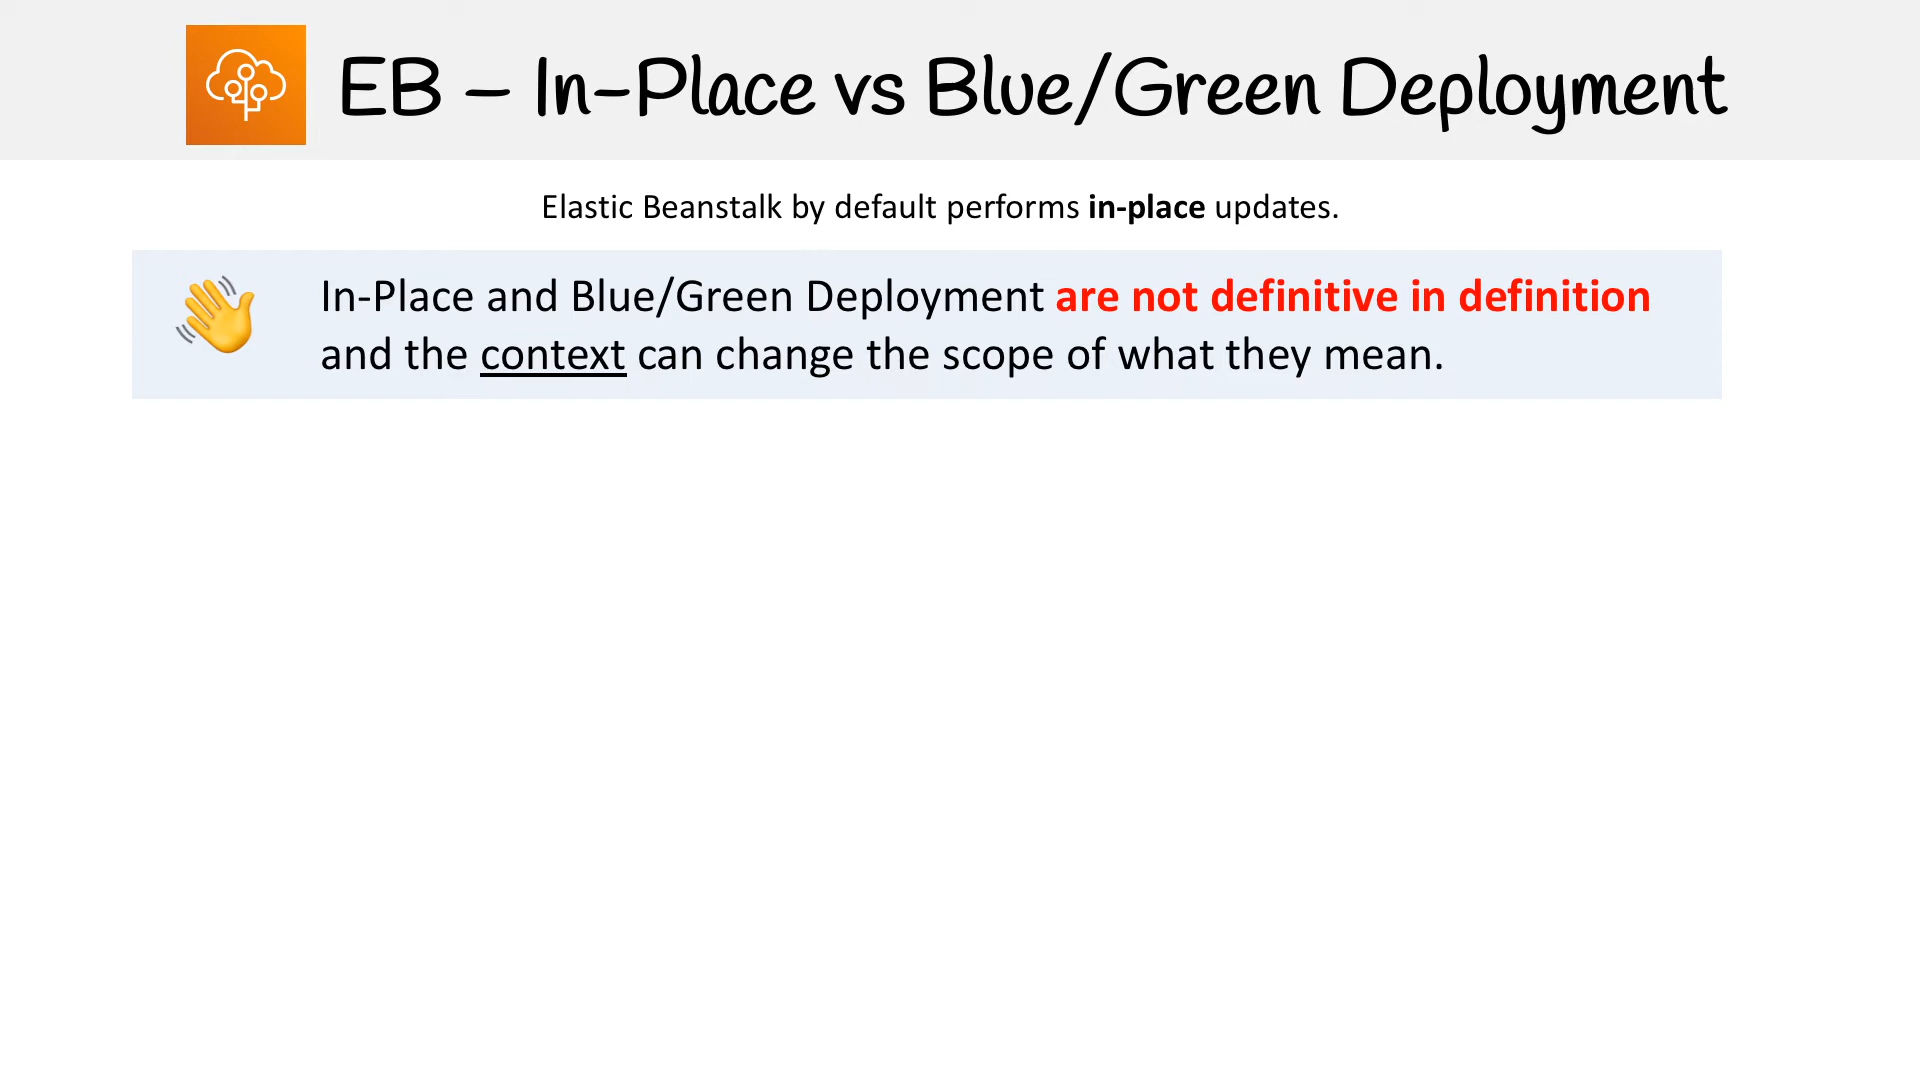 EB – In-Place vs Blue/Green Deployment
Elastic Beanstalk by default performs in-place updates.
In-Place and Blue/Green Deployment are not definitive in definition
and the context can change the scope of what they mean.